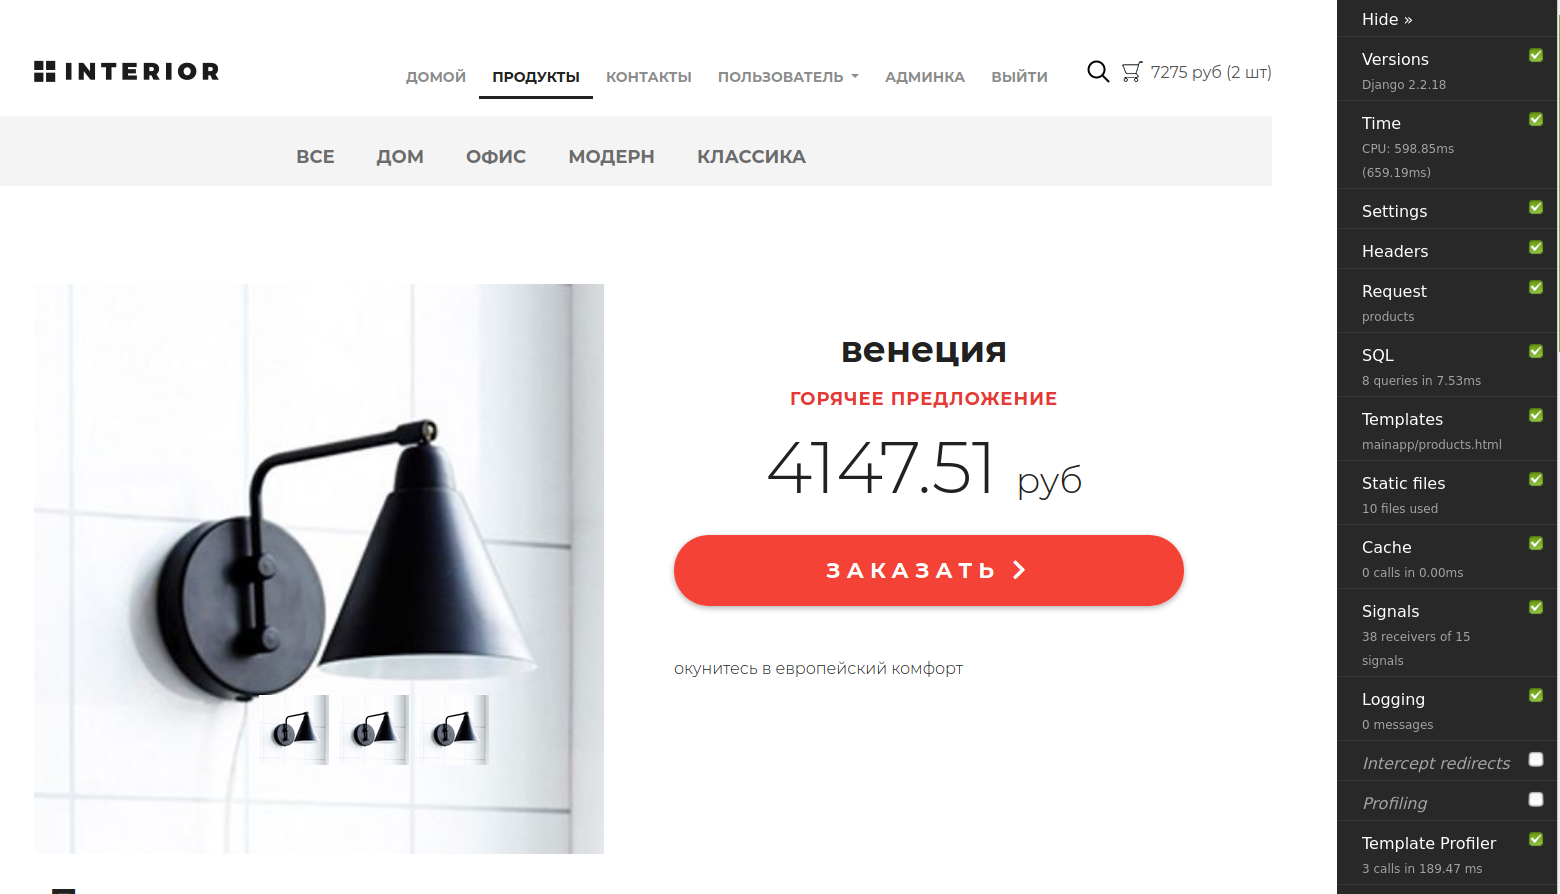 INTERIOR
ДОМОЙ ПРОДУКТЫ КОНТАКТЫ ПОЛЬЗОВАТЕЛЬ АДМИНКА ВЫЙТИ 7275 руб (2 шт)
ВСЕ ДОМ ОФИС МОДЕРН КЛАССИКА
венеция
ГОРЯЧЕЕ ПРЕДЛОЖЕНИЕ
4147.51 руб
ЗАКАЗАТЬ
окунитесь в европейский комфорт
Hide »
Versions
Django 2.2.18
Time
CPU: 598.85ms
(659.19ms)
Settings
Headers
Request
products
SQL
8 queries in 7.53ms
Templates
mainapp/products.html
Static files
10 files used
Cache
0 calls in 0.00ms
Signals
38 receivers of 15
signals
Logging
0 messages
Intercept redirects
Profiling
Template Profiler
3 calls in 189.47 ms